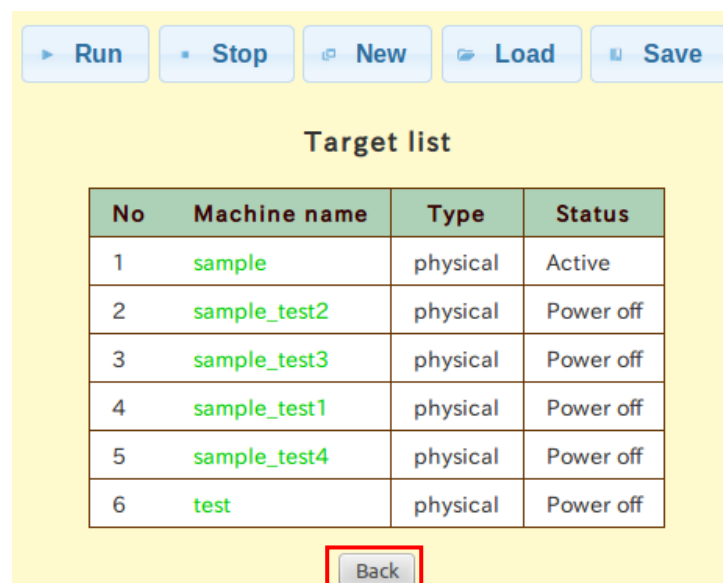 Run Stop New Load Save
Target list
No Machine name Type Status
1 sample physical Active
2 sample_test2 physical Power off
3 sample_test3 physical Power off
4 sample_test1 physical Power off
5 sample_test4 physical Power off
6 test physical Power off
Back